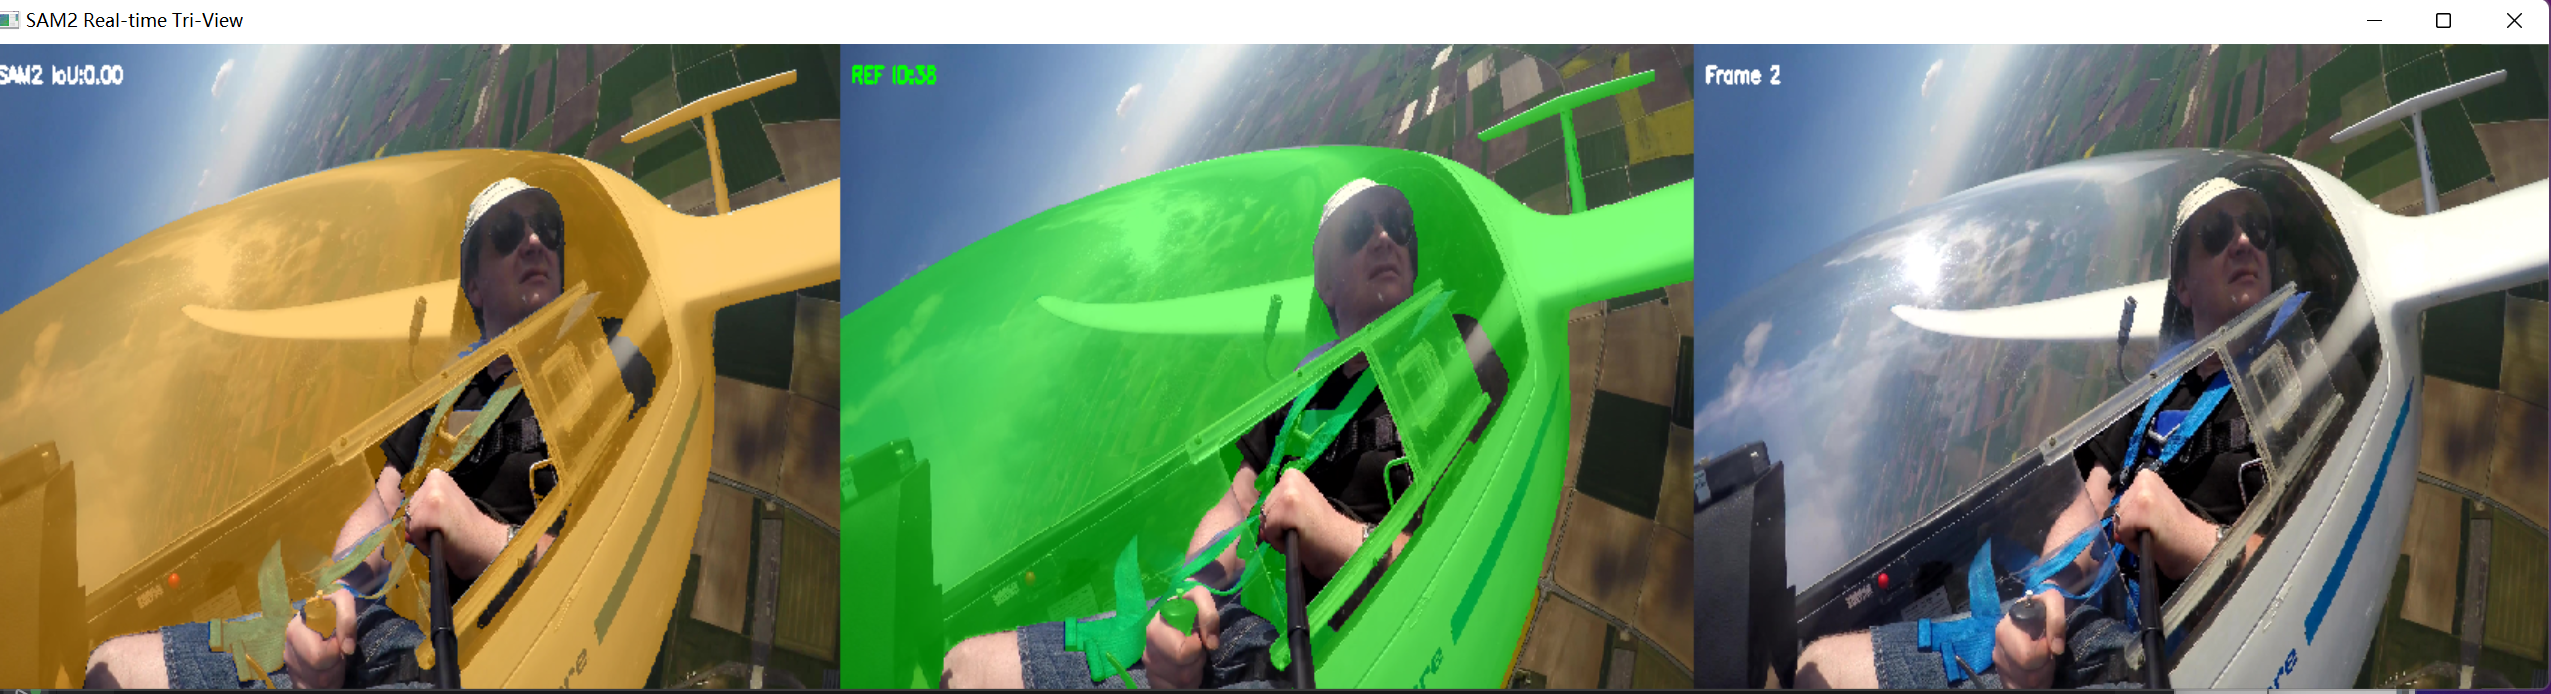 SAM2 Real-time Tri-View
SAM2 IoU:0.00
REF ID:38
Frame 2